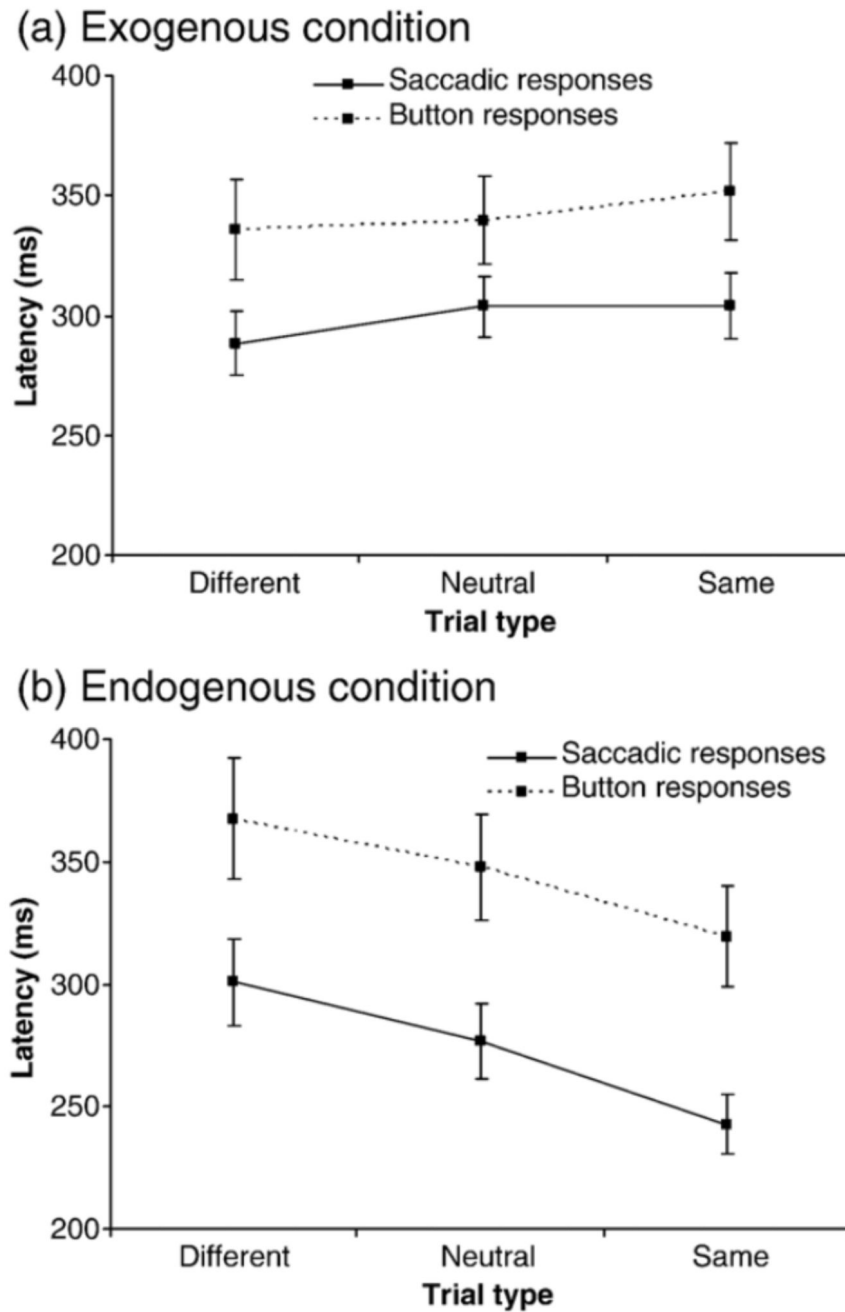 (a) Exogenous condition
400
Saccadic responses
Button responses
350
300
250
200
Latency (ms)
Different Neutral Same
Trial type
(b) Endogenous condition
400
Saccadic responses
Button responses
350
300
250
200
Latency (ms)
Different Neutral Same
Trial type